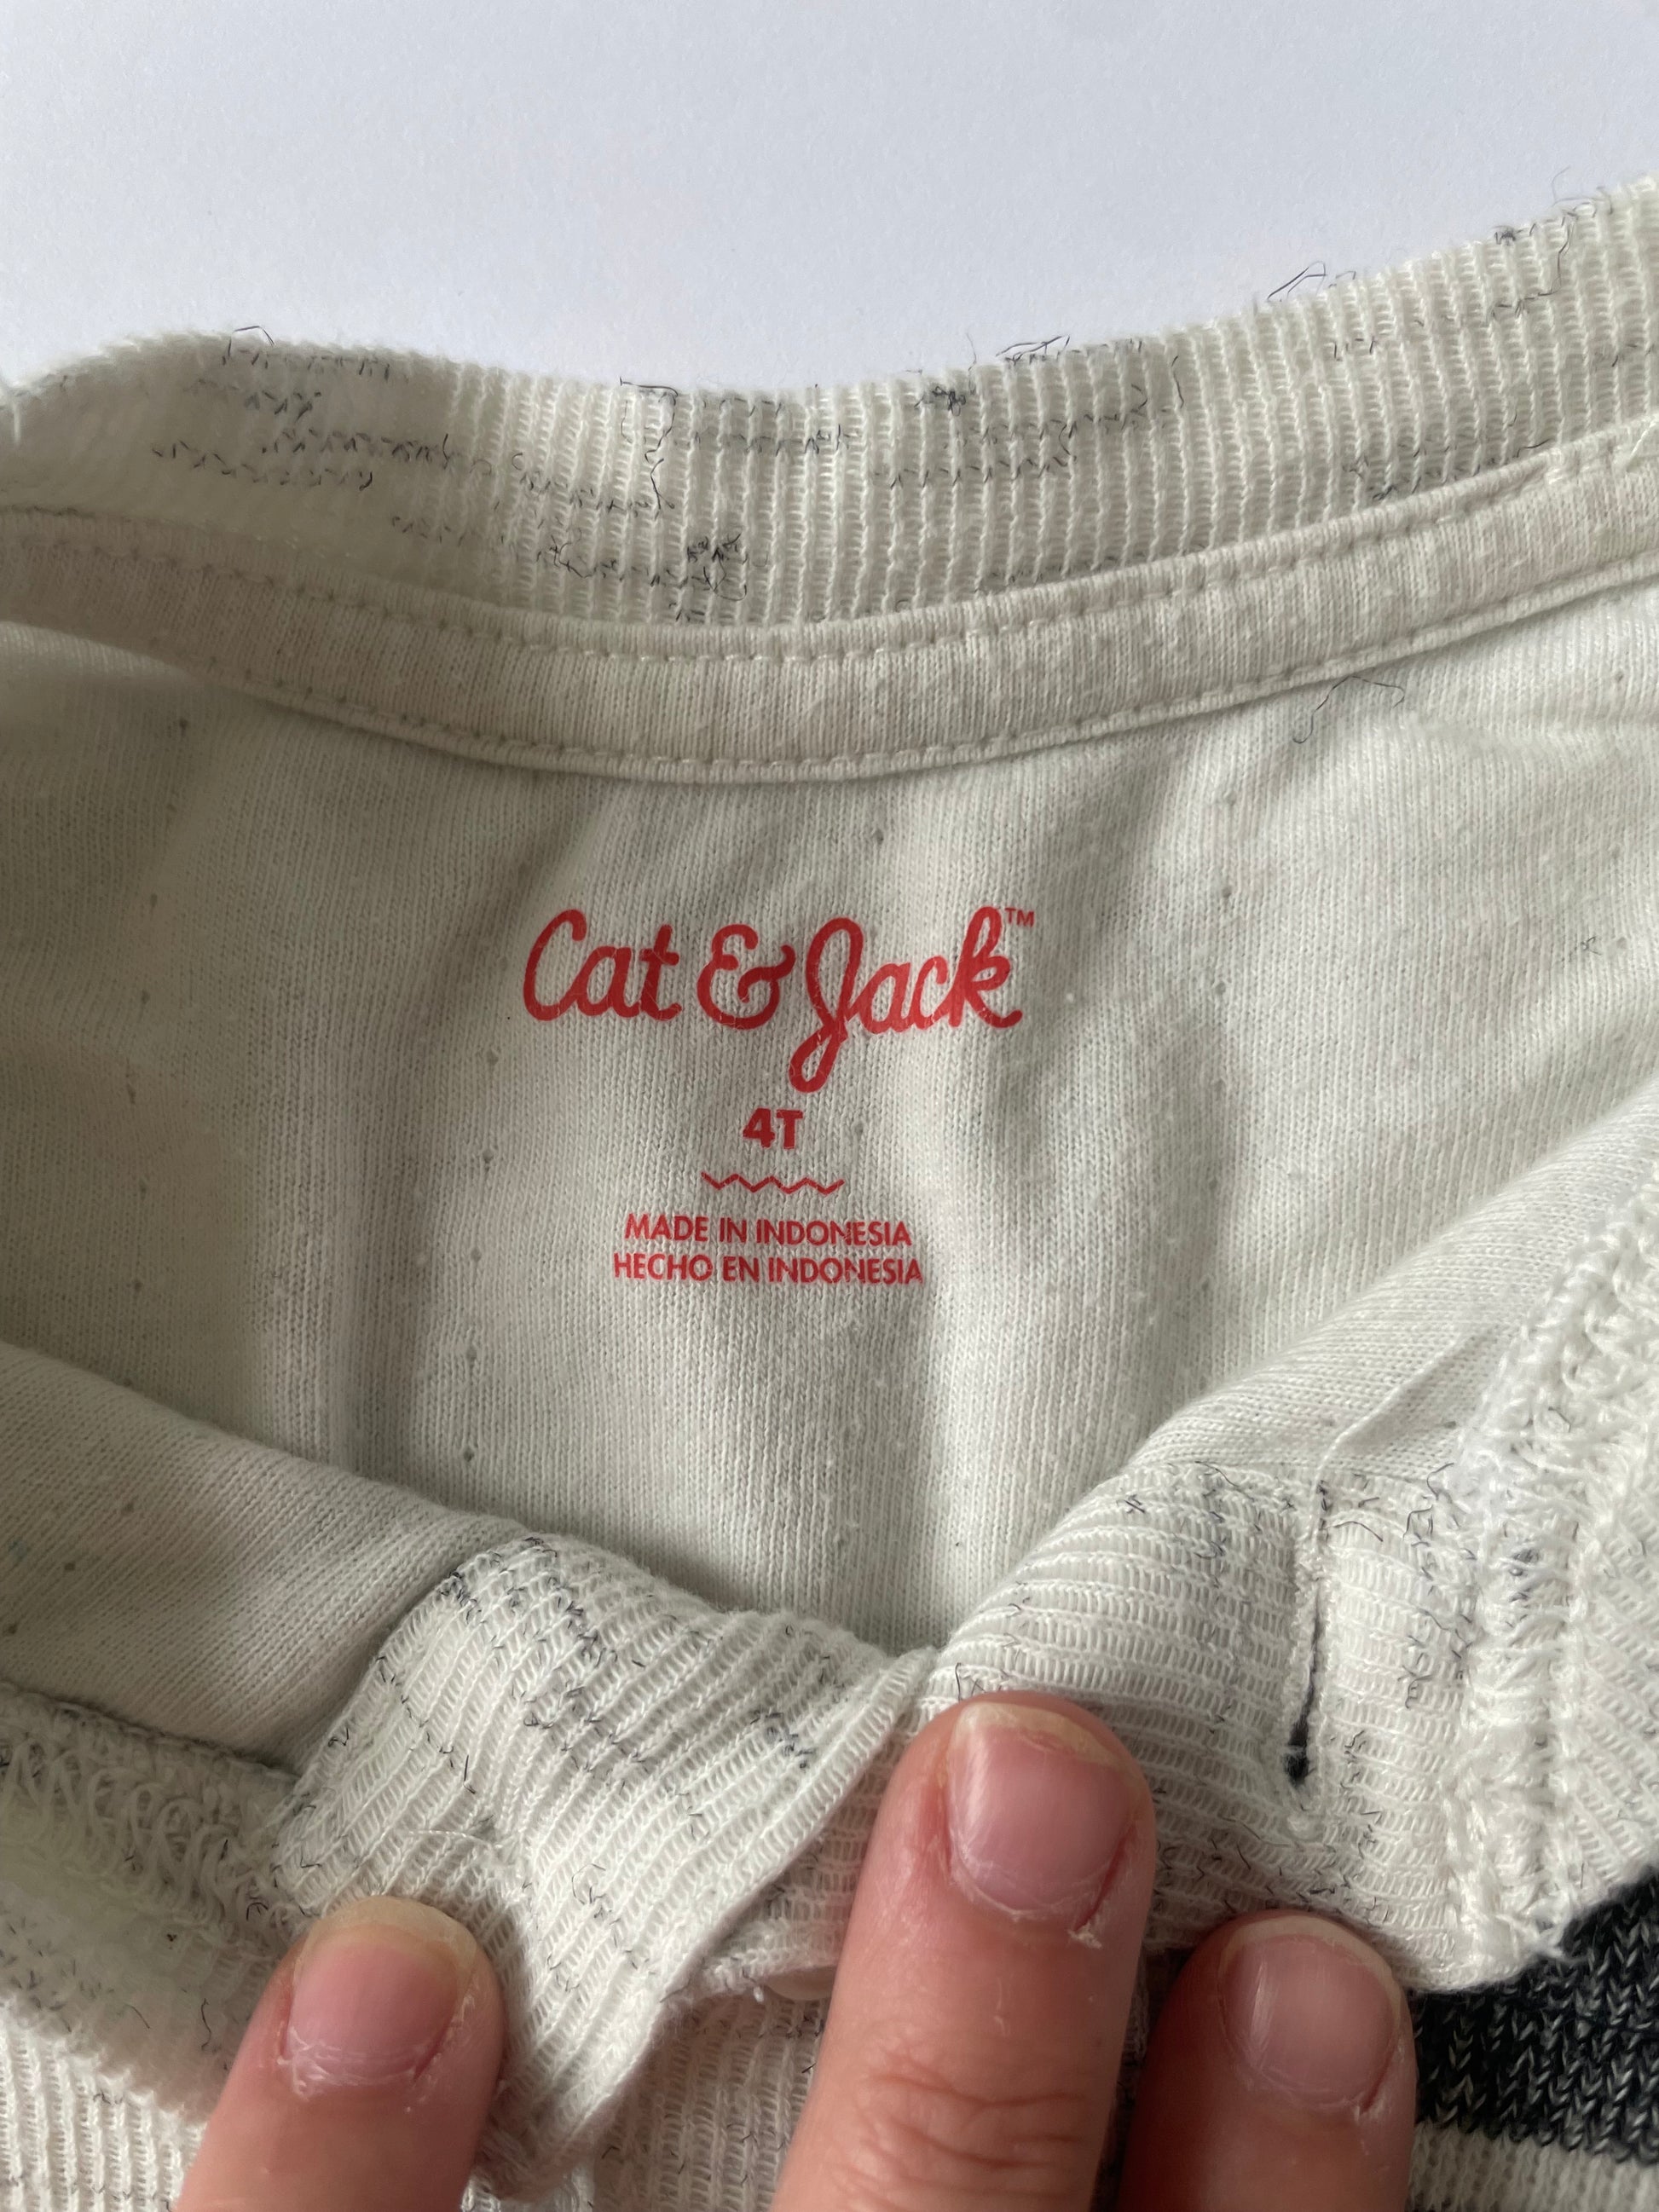 Cat & Jack™
4T
MADE IN INDONESIA
HECHO EN INDONESIA